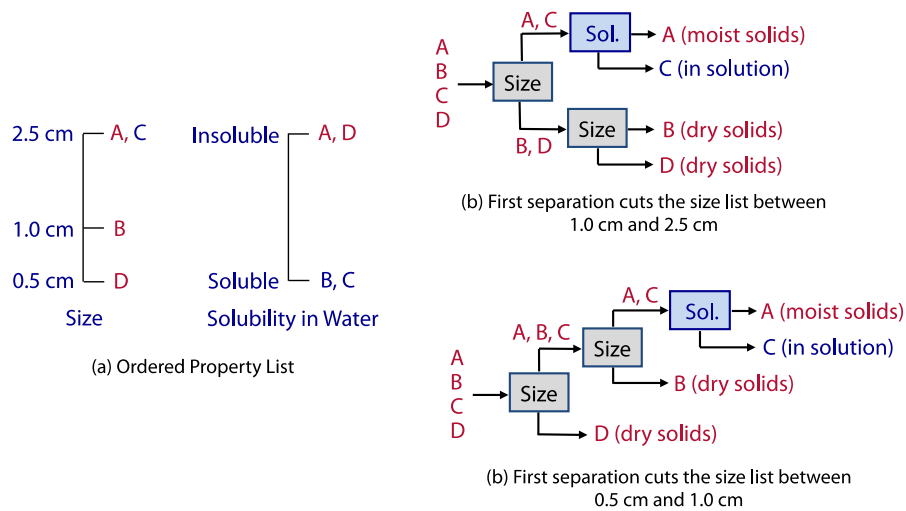 2.5 cm
A, C
1.0 cm
B
0.5 cm
D
Size
Insoluble
A, D
Soluble
B, C
Solubility in Water
(a) Ordered Property List
A
B
C
D
Size
A, C
Sol.
A (moist solids)
C (in solution)
B, D
Size
B (dry solids)
D (dry solids)
(b) First separation cuts the size list between
1.0 cm and 2.5 cm
A
B
C
D
Size
A, B, C
Size
A, C
Sol.
A (moist solids)
C (in solution)
B (dry solids)
D (dry solids)
(b) First separation cuts the size list between
0.5 cm and 1.0 cm